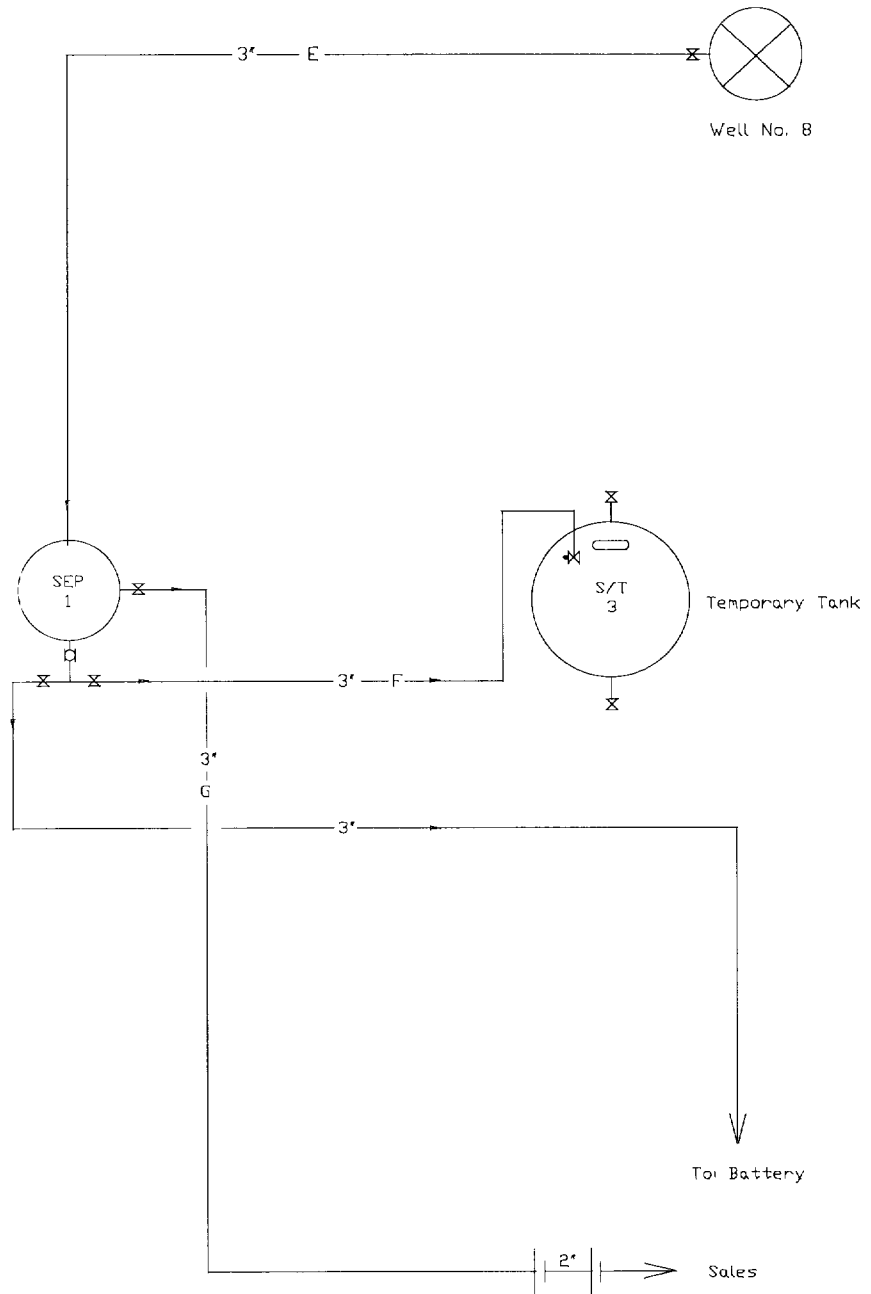 3" E
Well No. 8
SEP
1
S/T
3
Temporary Tank
3" F
3"
G
3"
To: Battery
2"
Sales